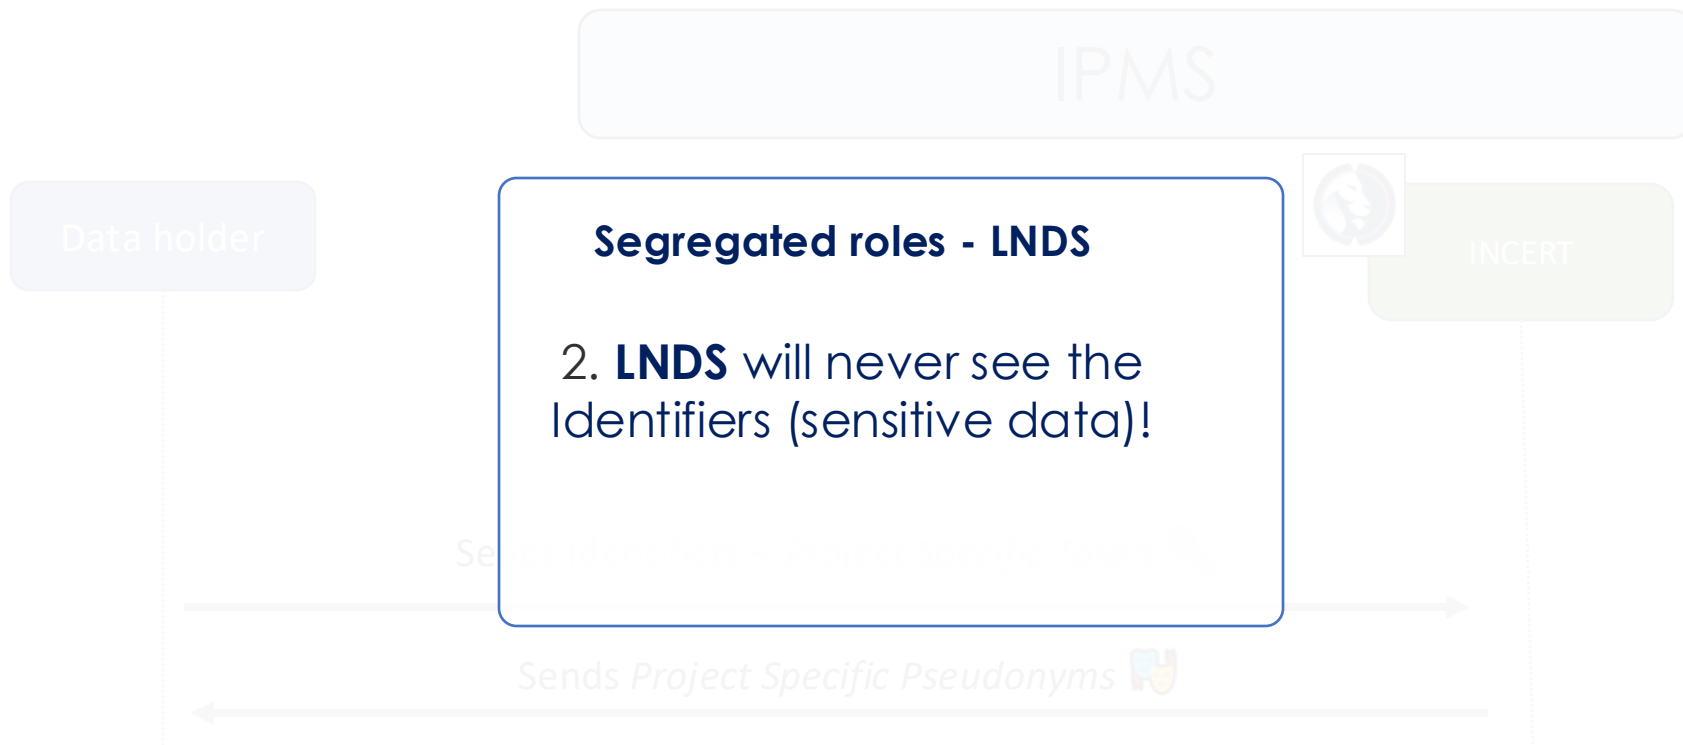 IPMS
Data holder
INCERT
Segregated roles - LNDS
2. LNDS will never see the
Identifiers (sensitive data)!
Sends Project Specific Pseudonyms